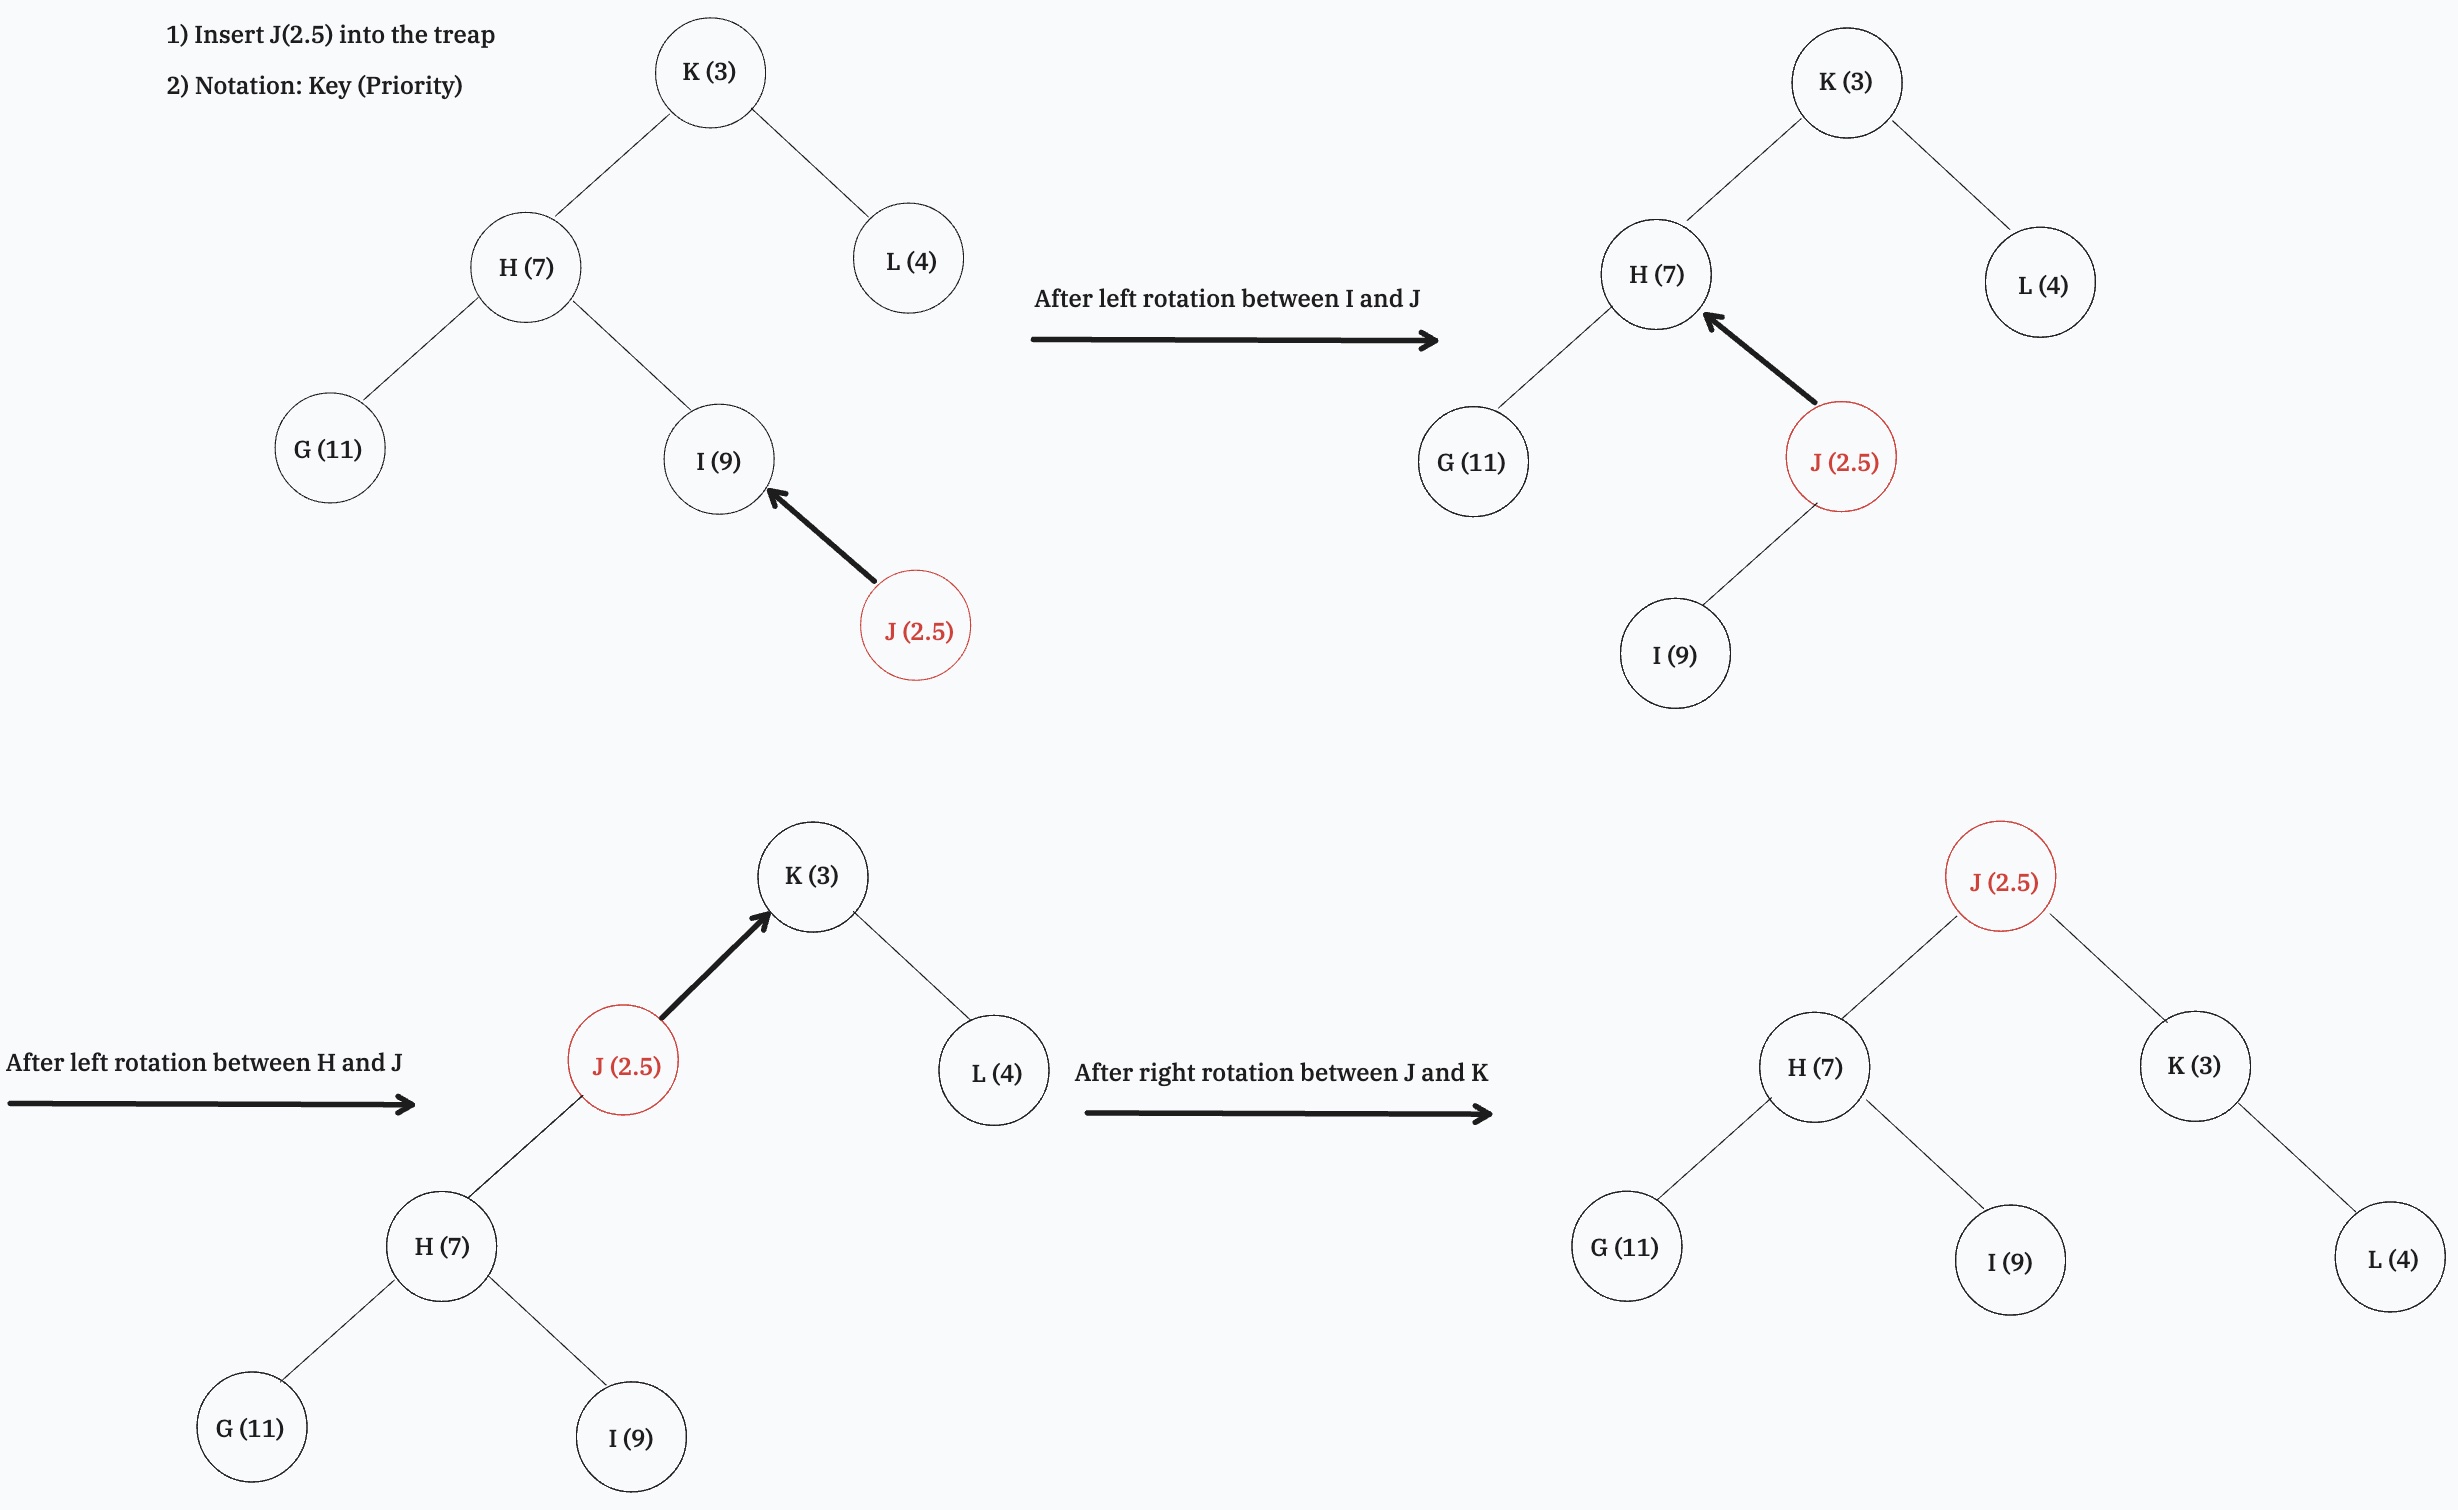 1) Insert J(2.5) into the treap
2) Notation: Key (Priority)
K (3)
H (7)
L (4)
G (11)
I (9)
J (2.5)
After left rotation between I and J
K (3)
H (7)
L (4)
G (11)
J (2.5)
I (9)
After left rotation between H and J
K (3)
J (2.5)
L (4)
H (7)
G (11)
I (9)
After right rotation between J and K
J (2.5)
H (7)
K (3)
G (11)
I (9)
L (4)